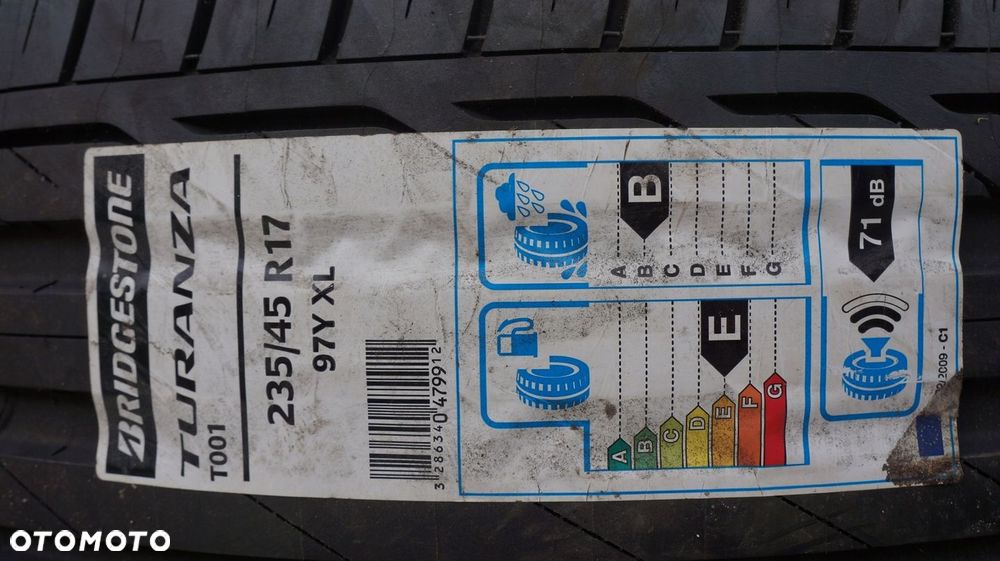 BRIDGESTONE
TURANZA
T001
235/45 R17
97Y XL
3 286340 479912
B
A B C D E F G
E
A B C D E F G
71 dB
2009 - C1
OTOMOTO